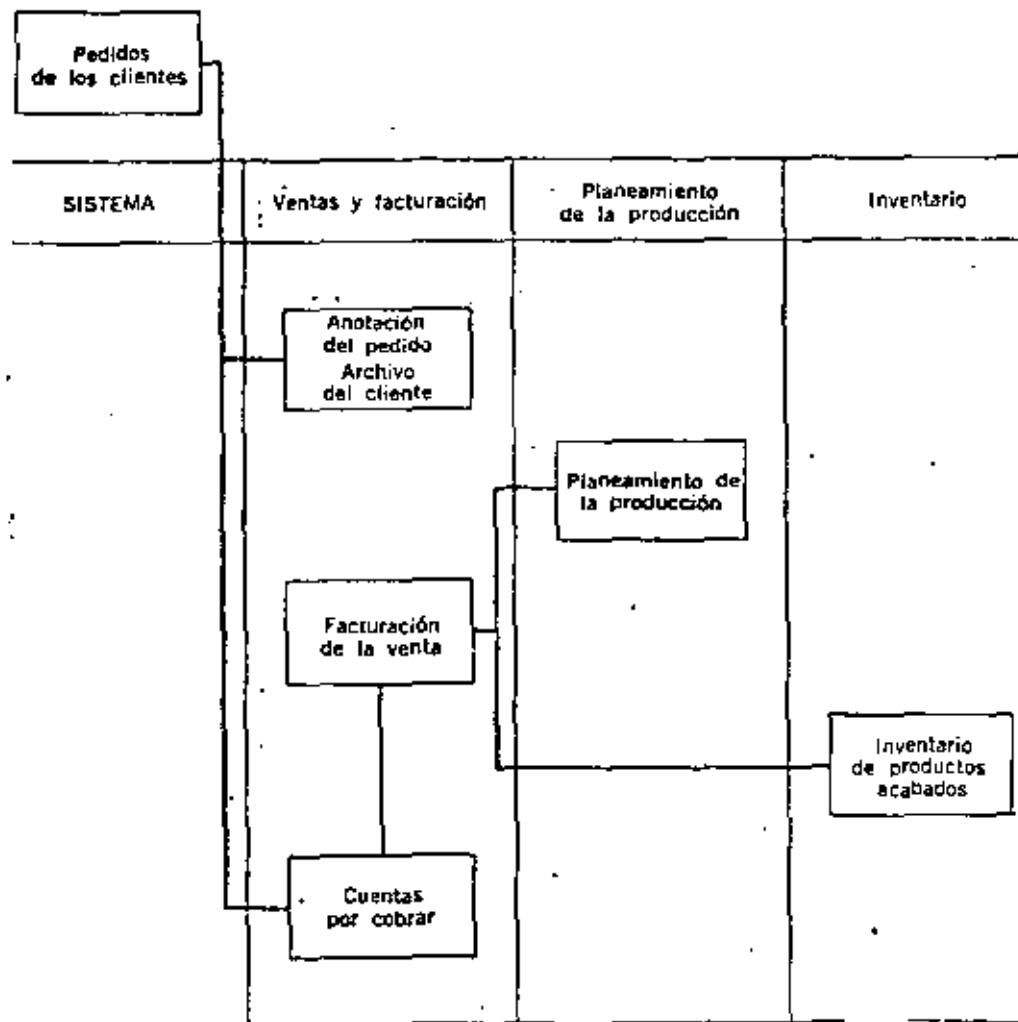 Pedidos
de los clientes
SISTEMA
Ventas y facturación
Planeamiento
de la producción
Inventario
Anotación
del pedido
Archivo
del cliente
Planeamiento de
la producción
Facturación
de la venta
Inventario
de productos
acabados
Cuentas
por cobrar